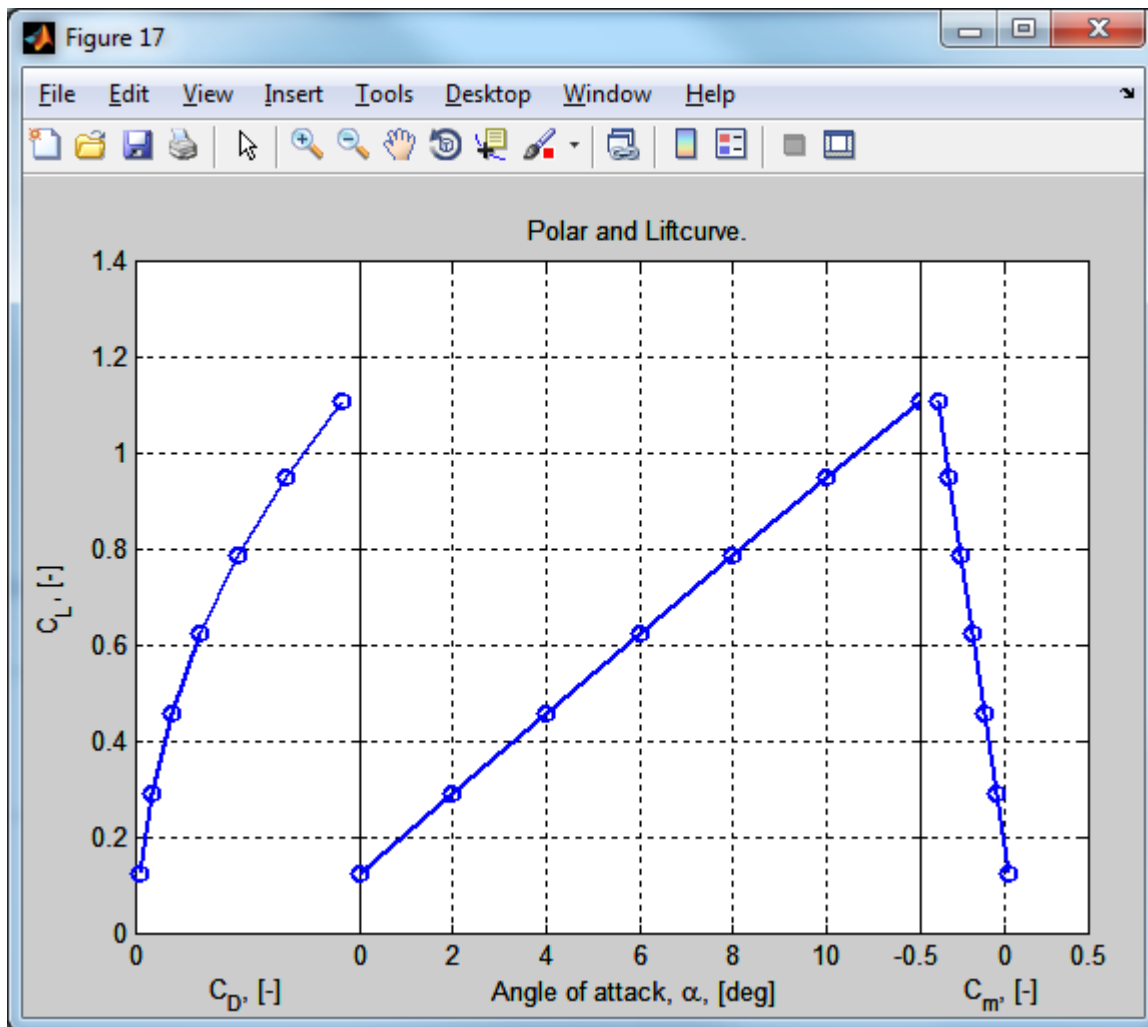 Figure 17
File Edit View Insert Tools Desktop Window Help
Polar and Liftcurve.
1.4
1.2
1
0.8
0.6
0.4
0.2
0
C_L, [-]
0 0 2 4 6 8 10 -0.5 0 0.5
C_D, [-] Angle of attack, α, [deg] C_m, [-]